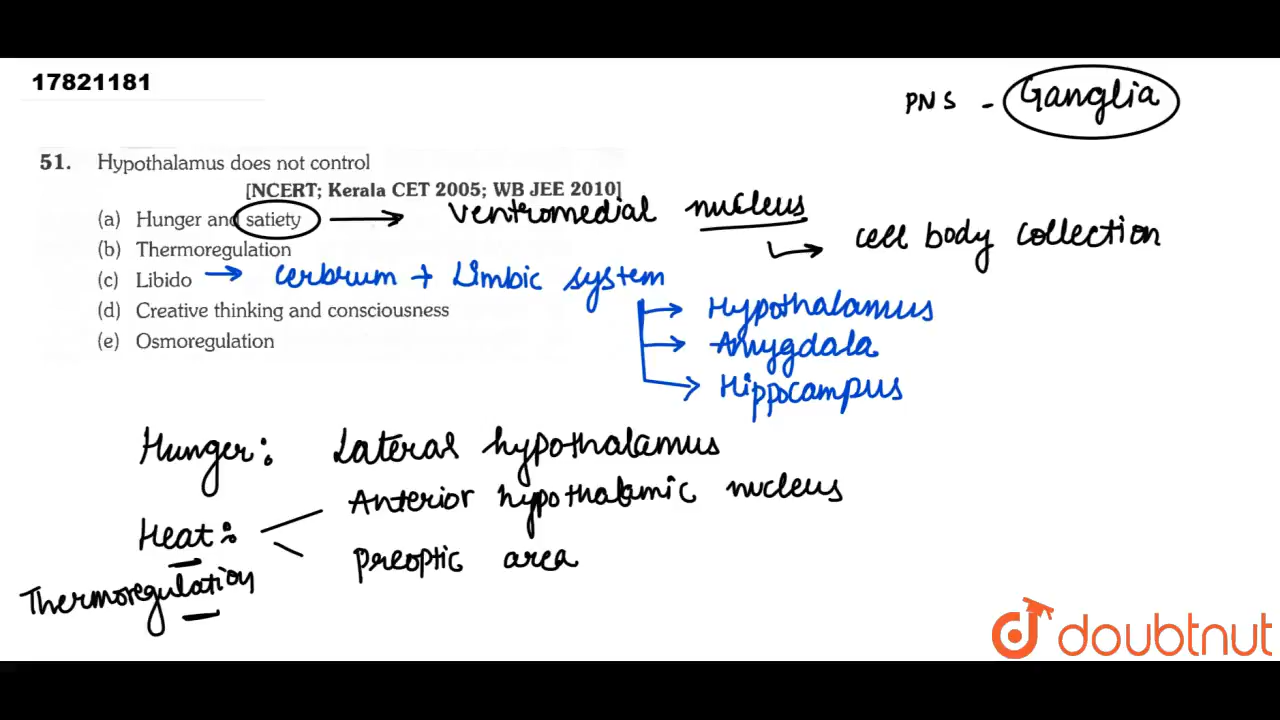 17821181
PNS - Ganglia
51. Hypothalamus does not control
[NCERT; Kerala CET 2005; WB JEE 2010]
(a) Hunger and satiety → Ventromedial nucleus
↳ cell body collection
(b) Thermoregulation
(c) Libido → Cerbrum + Limbic system
→ Hypothalamus
(d) Creative thinking and consciousness
→ Amygdala
(e) Osmoregulation
→ Hippocampus
Hunger: Lateral hypothalamus
Anterior hypothalamic nucleus
Heat:
Preoptic area
Thermoregulation
doubtnut